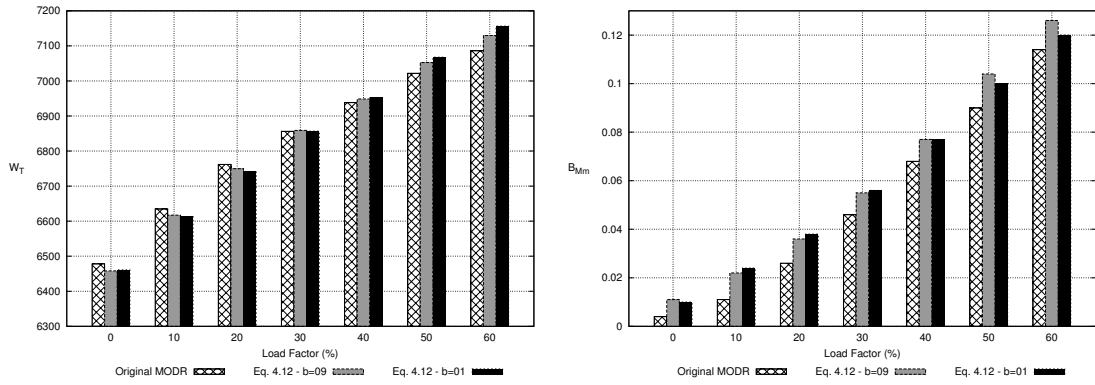 7200
7100
7000
6900
6800
6700
6600
6500
6400
6300
W_T
0 10 20 30 40 50 60
Load Factor (%)
Original MODR Eq. 4.12 - b=09 Eq. 4.12 - b=01
0.12
0.1
0.08
0.06
0.04
0.02
0
B_Mm
0 10 20 30 40 50 60
Load Factor (%)
Original MODR Eq. 4.12 - b=09 Eq. 4.12 - b=01